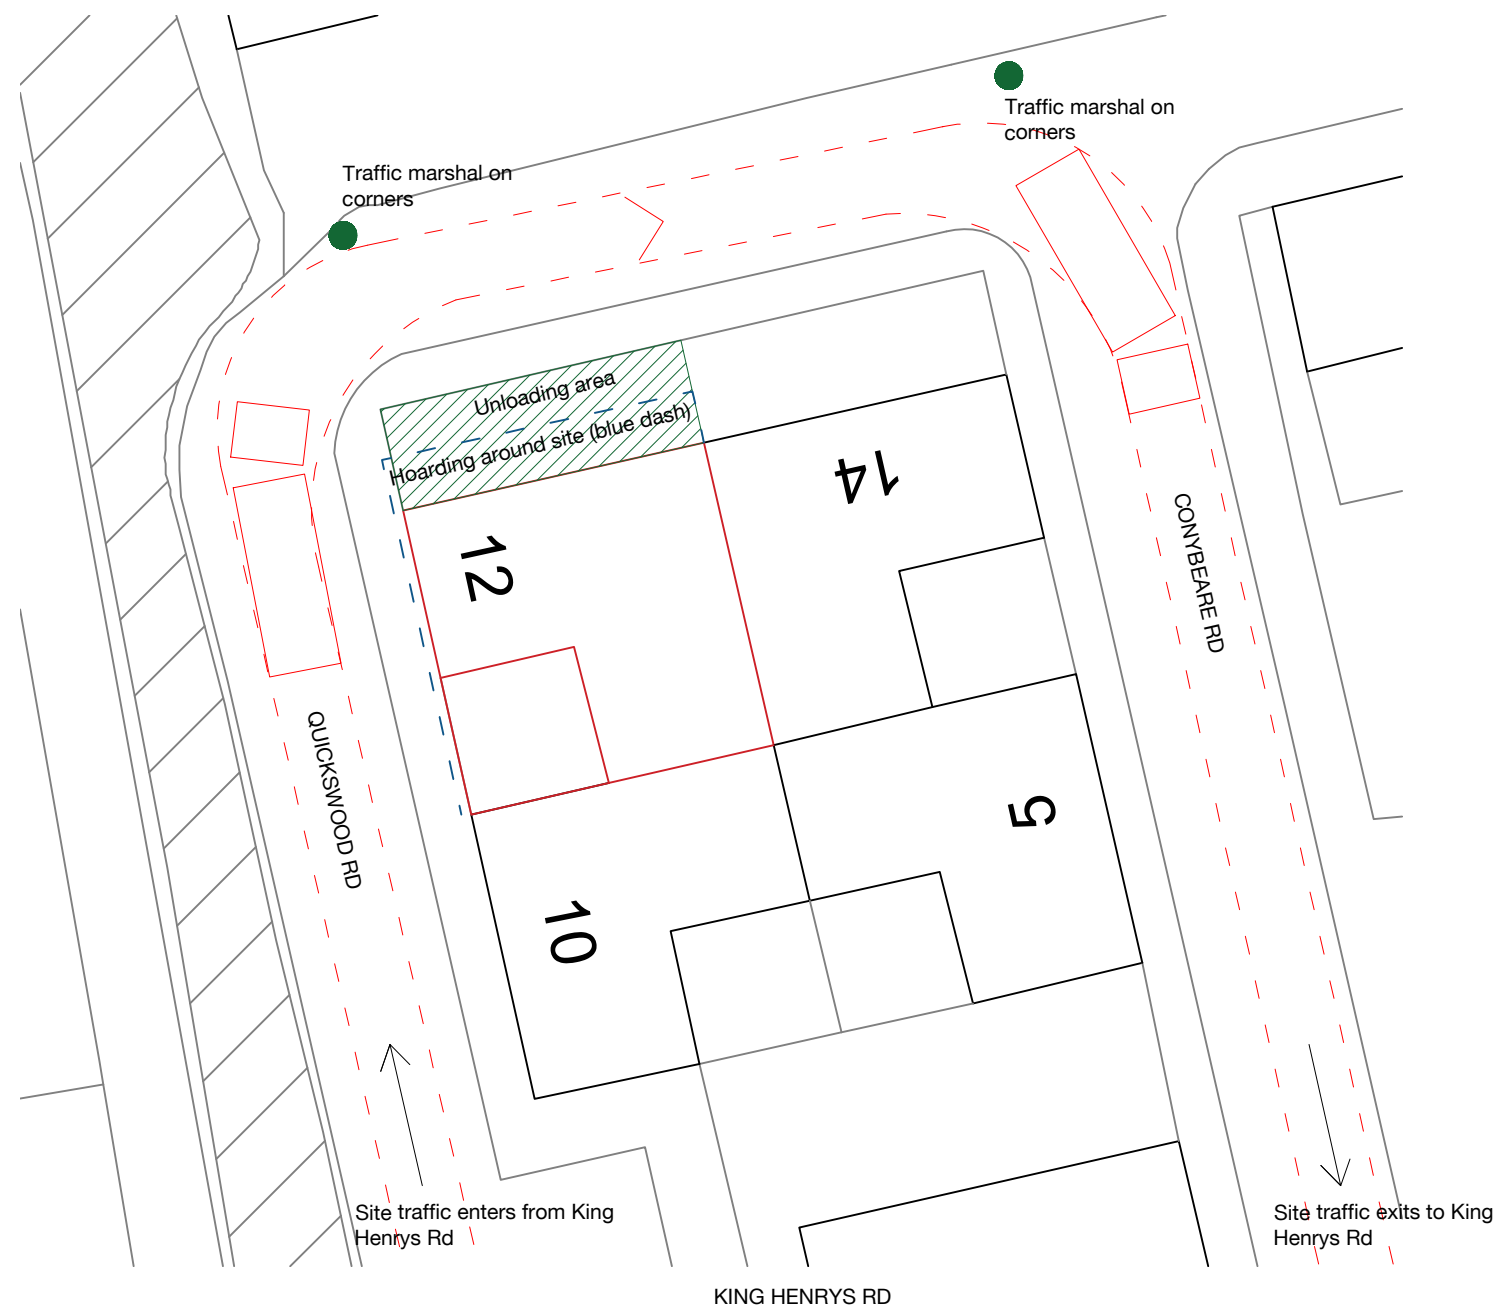 Traffic marshal on
corners
Traffic marshal on
corners
Unloading area
Hoarding around site (blue dash)
12
14
CONYBEARE RD
QUICKSWOOD RD
5
10
Site traffic enters from King
Henrys Rd
Site traffic exits to King
Henrys Rd
KING HENRYS RD